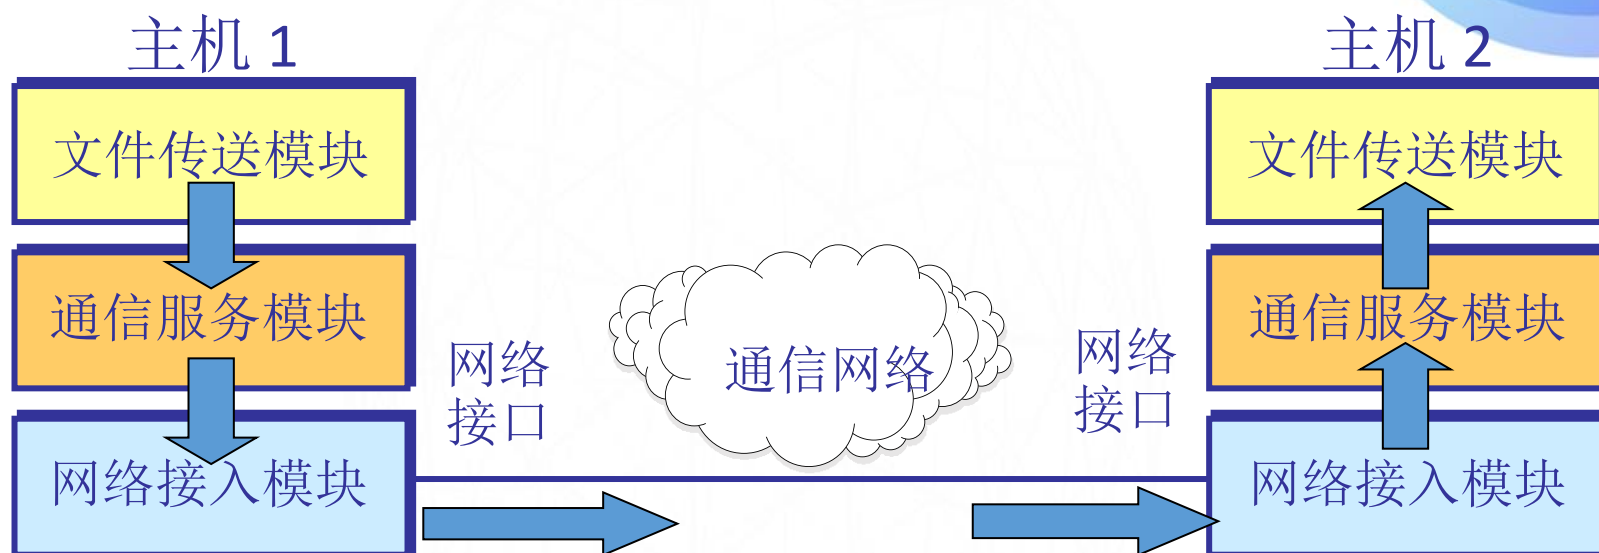 主机 1
主机 2
文件传送模块
文件传送模块
通信服务模块
通信服务模块
网络
接口
通信网络
网络
接口
网络接入模块
网络接入模块